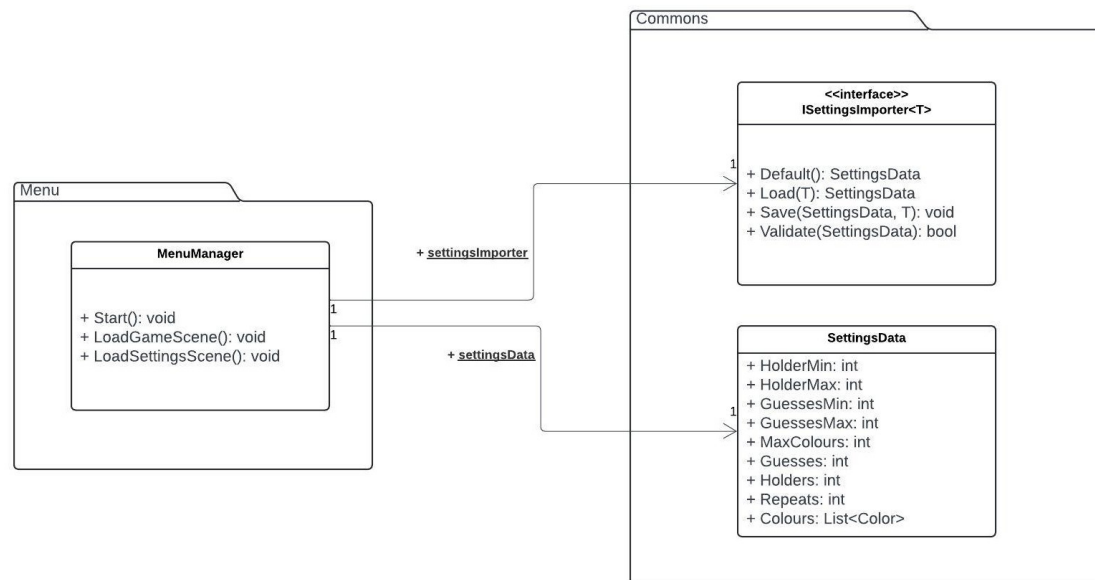 Commons
<<interface>>
ISettingsImporter<T>
1
+ Default(): SettingsData
+ Load(T): SettingsData
+ Save(SettingsData, T): void
+ Validate(SettingsData): bool
Menu
MenuManager
+ Start(): void
+ LoadGameScene(): void
+ LoadSettingsScene(): void
+ settingsImporter
1
1
+ settingsData
SettingsData
1
+ HolderMin: int
+ HolderMax: int
+ GuessesMin: int
+ GuessesMax: int
+ MaxColours: int
+ Guesses: int
+ Holders: int
+ Repeats: int
+ Colours: List<Color>